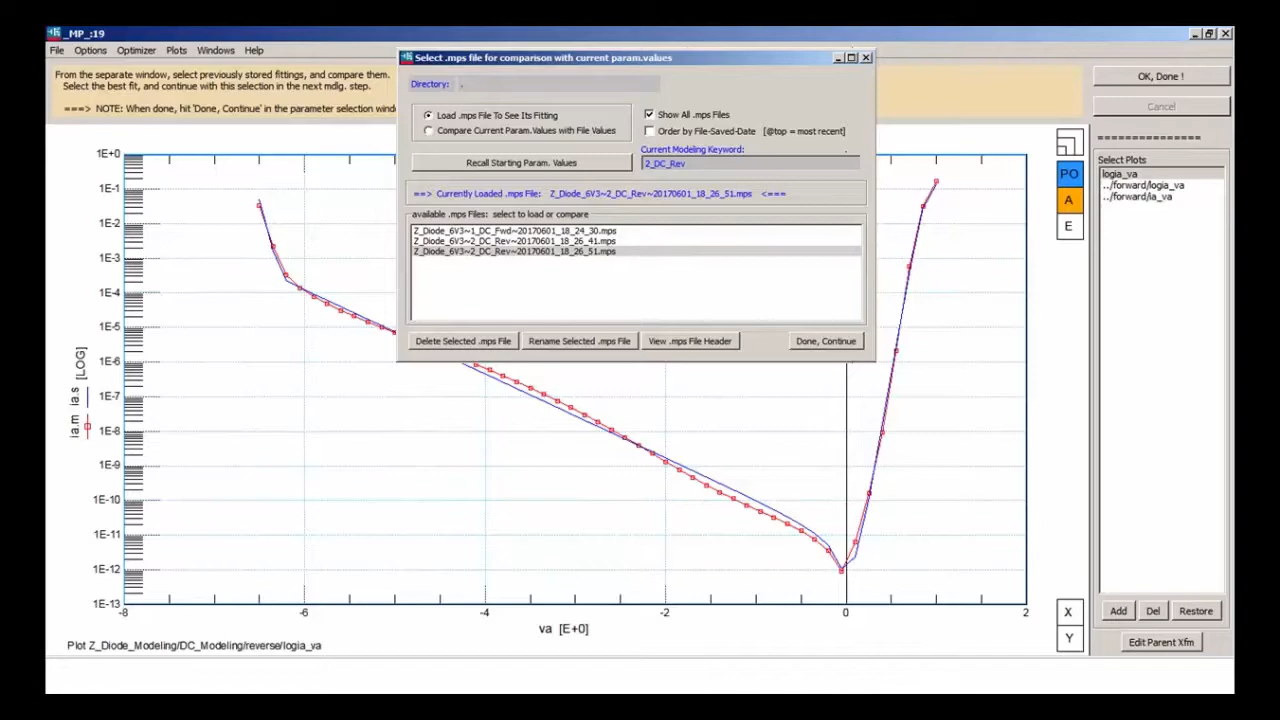 _MP_:19
File Options Optimizer Plots Windows Help
From the separate window, select previously stored fittings, and compare them.
Select the best fit, and continue with this selection in the next mdlg. step.
===> NOTE: When done, hit 'Done, Continue' in the parameter selection wind
Select .mps file for comparison with current param.values
Directory: .
Load .mps File To See Its Fitting
Compare Current Param.Values with File Values
Show All .mps Files
Order by File-Saved-Date [@top = most recent]
Current Modeling Keyword:
Recall Starting Param. Values
2_DC_Rev
==> Currently Loaded .mps File: Z_Diode_6V3~2_DC_Rev~20170601_18_26_51.mps <===
available .mps Files: select to load or compare
Z_Diode_6V3~1_DC_Fwd~20170601_18_24_30.mps
Z_Diode_6V3~2_DC_Rev~20170601_18_26_41.mps
Z_Diode_6V3~2_DC_Rev~20170601_18_26_51.mps
Delete Selected .mps File
Rename Selected .mps File
View .mps File Header
Done, Continue
OK, Done !
Cancel
===============
Select Plots
logia_va
../forward/logia_va
../forward/ia_va
PO
A
E
X
Y
Add Del Restore
Edit Parent Xfm
1E+0
1E-1
1E-2
1E-3
1E-4
1E-5
1E-6
1E-7
1E-8
1E-9
1E-10
1E-11
1E-12
1E-13
ia.m ia.s [LOG]
-8 -6 -4 -2 0 2
va [E+0]
Plot Z_Diode_Modeling/DC_Modeling/reverse/logia_va